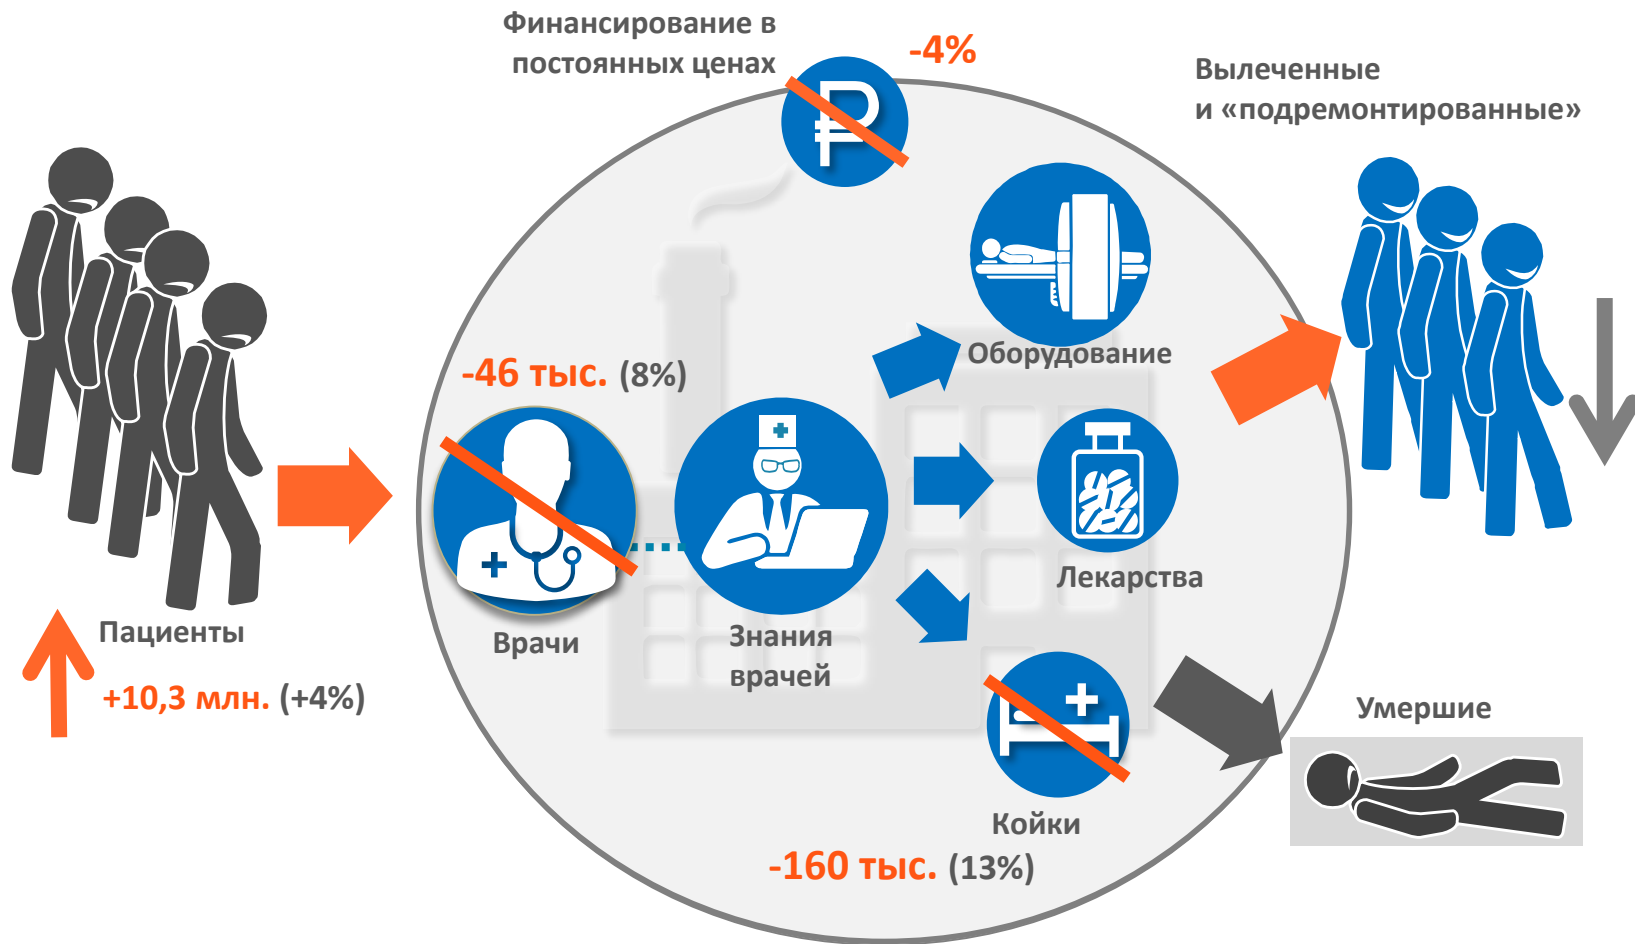 Финансирование в
постоянных ценах
-4%
Вылеченные
и «подремонтированные»
Оборудование
-46 тыс. (8%)
Лекарства
Врачи
Знания
врачей
Пациенты
+10,3 млн. (+4%)
Умершие
Койки
-160 тыс. (13%)